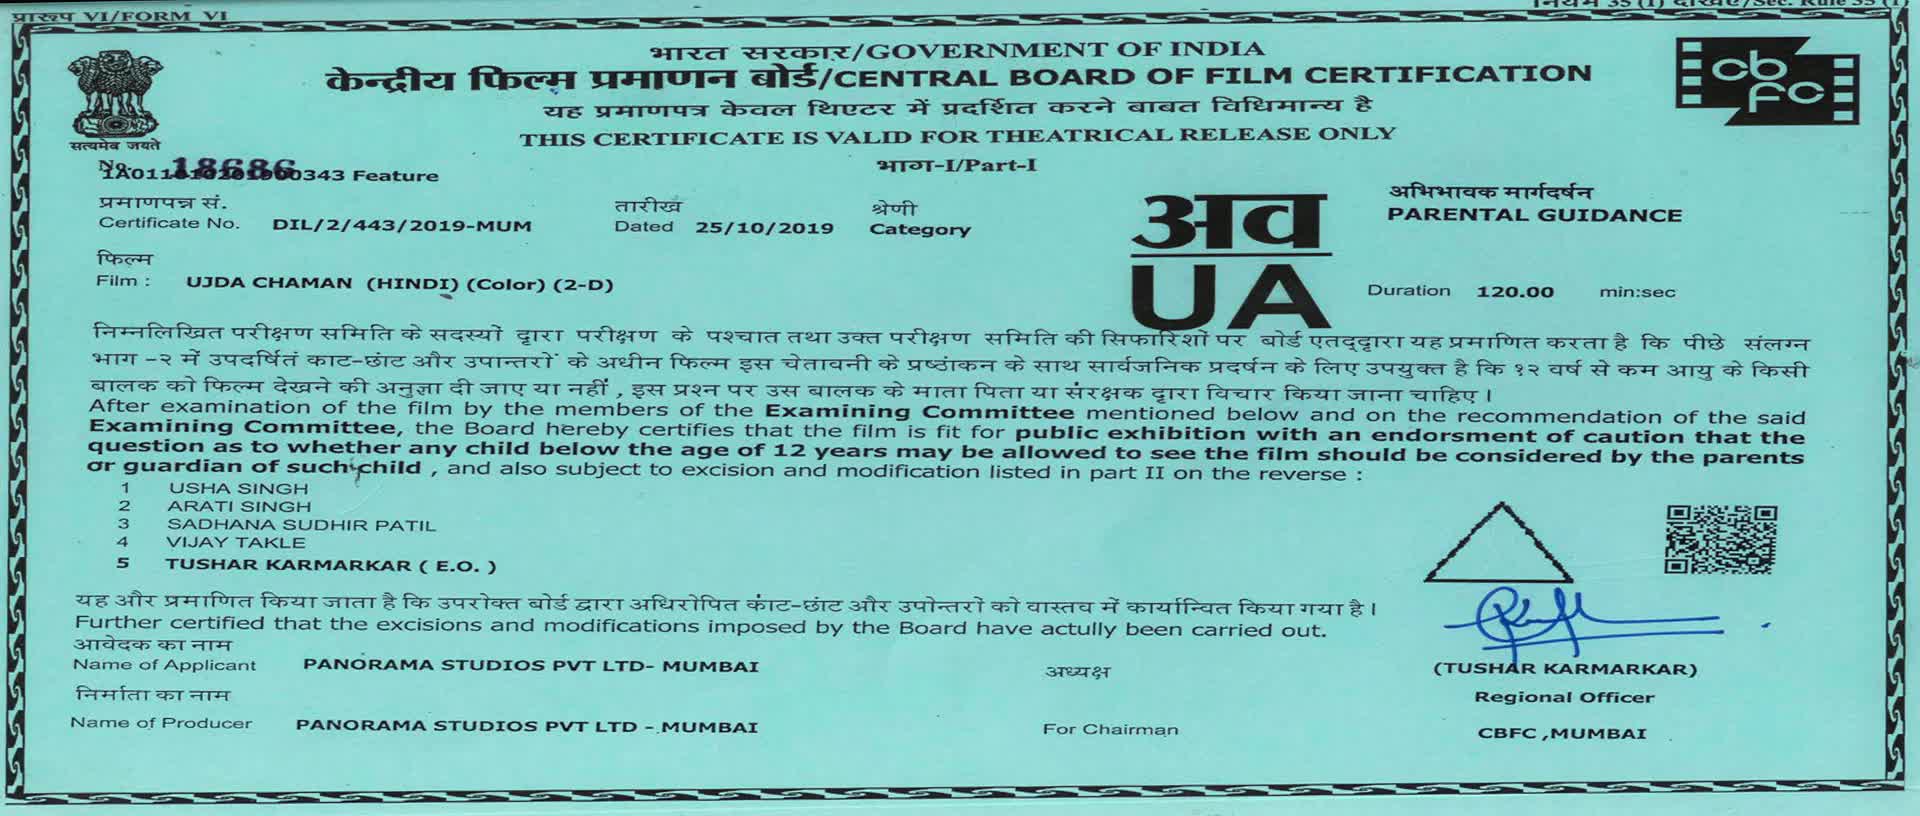 प्रारूप VI/FORM VI
नियम 35 (1) देखिए/Sec. Rule 35 (1)
भारत सरकार/GOVERNMENT OF INDIA
केन्द्रीय फिल्म प्रमाणन बोर्ड/CENTRAL BOARD OF FILM CERTIFICATION
cbfc
यह प्रमाणपत्र केवल थिएटर में प्रदर्शित करने बाबत विधिमान्य है
THIS CERTIFICATE IS VALID FOR THEATRICAL RELEASE ONLY
सत्यमेव जयते
No. 18686
भाग-I/Part-I
Feature
प्रमाणपत्र सं. तारीख श्रेणी
Certificate No. DIL/2/443/2019-MUM Dated 25/10/2019 Category
अव
UA
अभिभावक मार्गदर्शन
PARENTAL GUIDANCE
फिल्म
Film : UJDA CHAMAN (HINDI) (Color) (2-D)
Duration 120.00 min:sec
निम्नलिखित परीक्षण समिति के सदस्यों द्वारा परीक्षण के पश्चात तथा उक्त परीक्षण समिति की सिफारिशों पर बोर्ड एतद्द्वारा यह प्रमाणित करता है कि पीछे संलग्न
भाग -२ में उपदर्षितं काट-छांट और उपान्तरों के अधीन फिल्म इस चेतावनी के प्रष्ठांकन के साथ सार्वजनिक प्रदर्षन के लिए उपयुक्त है कि १२ वर्ष से कम आयु के किसी
बालक को फिल्म देखने की अनुज्ञा दी जाए या नहीं , इस प्रश्न पर उस बालक के माता पिता या संरक्षक द्वारा विचार किया जाना चाहिए ।
After examination of the film by the members of the Examining Committee mentioned below and on the recommendation of the said
Examining Committee, the Board hereby certifies that the film is fit for public exhibition with an endorsment of caution that the
question as to whether any child below the age of 12 years may be allowed to see the film should be considered by the parents
or guardian of such child , and also subject to excision and modification listed in part II on the reverse :
1 USHA SINGH
2 ARATI SINGH
3 SADHANA SUDHIR PATIL
4 VIJAY TAKLE
5 TUSHAR KARMARKAR ( E.O. )
यह और प्रमाणित किया जाता है कि उपरोक्त बोर्ड द्वारा अधिरोपित काट-छांट और उपोन्तरों को वास्तव में कार्यान्वित किया गया है ।
Further certified that the excisions and modifications imposed by the Board have actully been carried out.
आवेदक का नाम
Name of Applicant PANORAMA STUDIOS PVT LTD- MUMBAI
अध्यक्ष
(TUSHAR KARMARKAR)
निर्माता का नाम
Regional Officer
Name of Producer PANORAMA STUDIOS PVT LTD - MUMBAI
For Chairman
CBFC ,MUMBAI